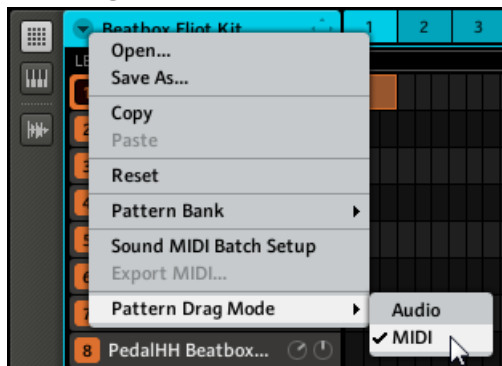 Beatbox Eliot Kit
1 2 3
Open...
Save As...
Copy
Paste
Reset
Pattern Bank
Sound MIDI Batch Setup
Export MIDI...
Pattern Drag Mode
Audio
MIDI
8 PedalHH Beatbox...